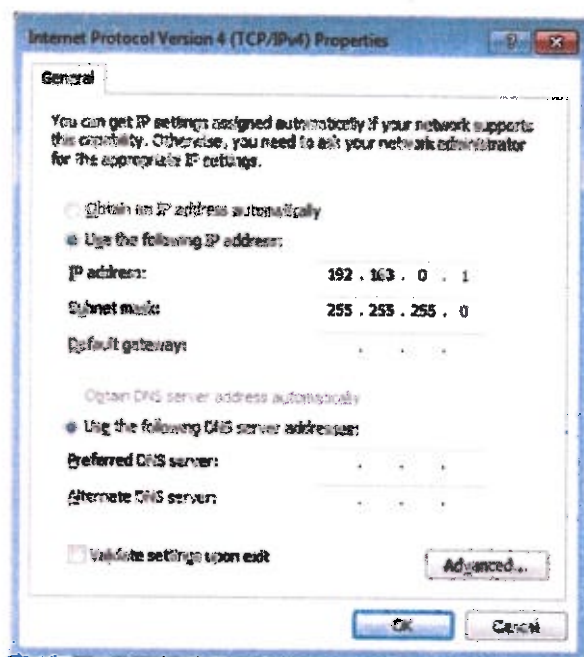 Internet Protocol Version 4 (TCP/IPv4) Properties
General
You can get IP settings assigned automatically if your network supports
this capability. Otherwise, you need to ask your network administrator
for the appropriate IP settings.
Obtain an IP address automatically
Use the following IP address:
IP address: 192 . 163 . 0 . 1
Subnet mask: 255 . 255 . 255 . 0
Default gateway: . . .
Obtain DNS server address automatically
Use the following DNS server addresses:
Preferred DNS server: . . .
Alternate DNS server: . . .
Validate settings upon exit
Advanced...
OK Cancel